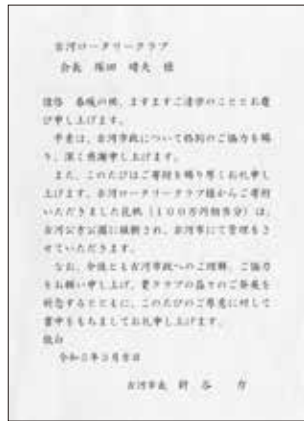 古河ロータリークラブ
会長 塚田 晴夫 様
謹啓 春暖の候、ますますご清栄のこととお慶
び申し上げます。
平素は、古河市政について格別のご協力を賜
り、深く感謝申し上げます。
また、このたびはご寄附を賜り厚くお礼申し
上げます。古河ロータリークラブ様からご寄附
いただきました花桃(100万円相当分)は、
古河公方公園に植樹され、古河市にて管理をさ
せていただきます。
なお、今後とも古河市政へのご理解、ご協力
をお願い申し上げ、貴クラブの益々のご発展を
祈念するとともに、このたびのご厚意に対して
書中をもちましてお礼申し上げます。
敬白
令和5年3月 日
古河市長 針谷 力